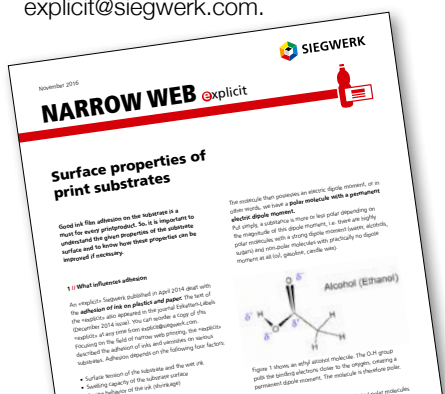 explicit@siegwerk.com.
SIEGWERK
November 2016
NARROW WEB explicit
Surface properties of
print substrates
Good ink film adhesion on the substrate is a
must for every printproduct. So, it is important to
understand the given properties of the substrate
surface and to know how these properties can be
improved if necessary.
1 // What influences adhesion
An «explicit» Siegwerk published in April 2014 dealt with
the adhesion of ink on plastics and paper. The text of
the «explicit» also appeared in the journal Etiketten-Labels
(December 2014 issue). You can reorder a copy of this
«explicit» at any time from explicit@siegwerk.com.
Focusing on the field of narrow web printing, the «explicit»
described the adhesion of inks and varnishes on various
substrates. Adhesion depends on the following four factors:
• Surface tension of the substrate and the wet ink
• Swelling capacity of the substrate surface
behavior of the ink (shrinkage)
The molecule then possesses an electric dipole moment, or in
other words, we have a polar molecule with a permanent
electric dipole moment.
Put simply, a substance is more or less polar depending on
the magnitude of this dipole moment, i.e. there are highly
polar molecules with a strong dipole moment (water, alcohols,
sugars) and non-polar molecules with practically no dipole
moment at all (oil, gasoline, candle wax).
Alcohol (Ethanol)
δ⁻ O H
δ⁺ H O δ⁻ H H
Figure 1 shows an ethyl alcohol molecule. The O-H group
pulls the binding electrons closer to the oxygen, creating a
permanent dipole moment. The molecule is therefore polar.
polar molecules